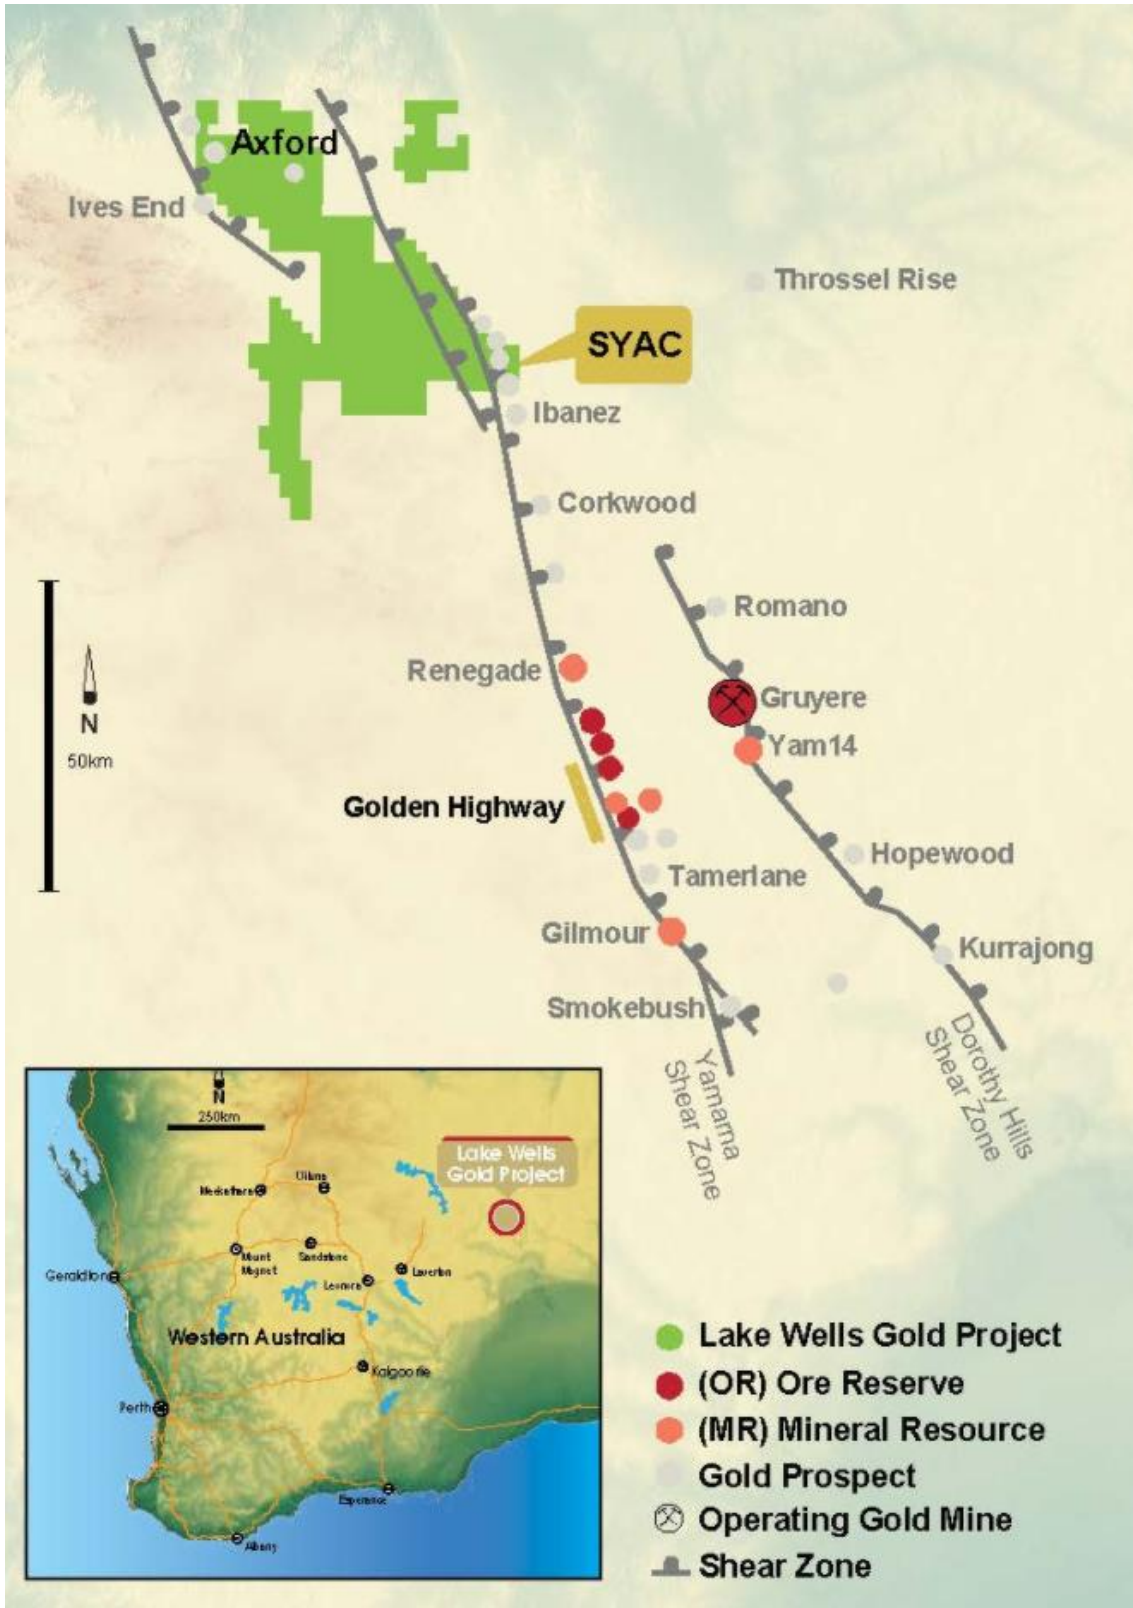 Axford
Ives End
Throssel Rise
SYAC
Ibanez
Corkwood
Romano
Renegade
Gruyere
N
50km
Yam14
Golden Highway
Hopewood
Tamerlane
Gilmour
Kurrajong
Smokebush
Yamarna
Shear Zone
Dorothy Hills
Shear Zone
N
250km
Lake Wells
Gold Project
Meekathara
Wiluna
Mount
Magnet
Sandstone
Geraldton
Leonora
Laverton
Western Australia
Kalgoorlie
Perth
Esperance
Albany
Lake Wells Gold Project
(OR) Ore Reserve
(MR) Mineral Resource
Gold Prospect
Operating Gold Mine
Shear Zone